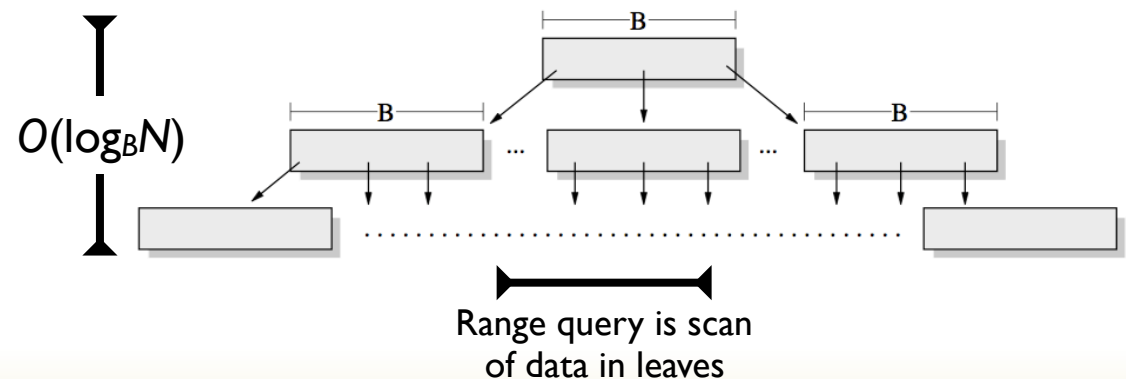 B
B
B
O(log_B N)
...
...
Range query is scan
of data in leaves